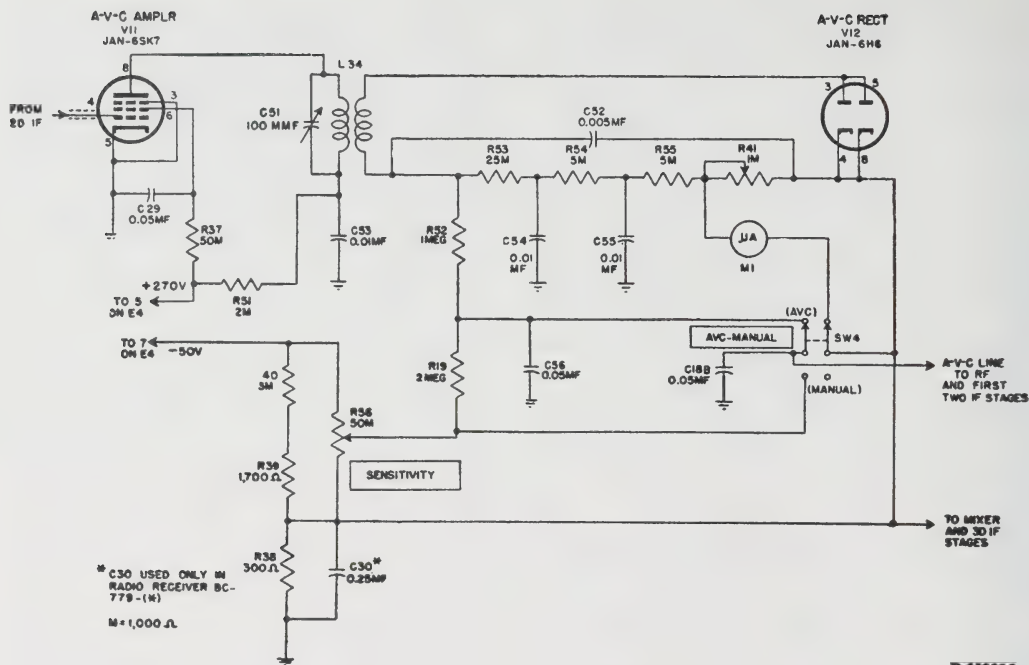 A-V-C AMPLR
V11
JAN-6SK7
A-V-C RECT
V12
JAN-6H6
8
L34
3
5
FROM
2D IF
4
3
6
5
C51
100 MMF
C52
0.005MF
R53
25M
R54
5M
R55
5M
R41
1M
4
8
C29
0.05MF
R37
50M
C53
0.01MF
R52
1MEG
C54
0.01
MF
C55
0.01
MF
UA
M1
+270V
TO 5
ON E4
R51
2M
(AVC)
AVC-MANUAL
SW4
TO 7
ON E4
-50V
R19
2MEG
C56
0.05MF
C18B
0.05MF
(MANUAL)
A-V-C LINE
TO RF
AND FIRST
TWO IF STAGES
40
3M
R56
50M
SENSITIVITY
R39
1,700 Ω
TO MIXER
AND 3D IF
STAGES
R38
300 Ω
C30*
0.25MF
* C30 USED ONLY IN
RADIO RECEIVER BC-
779-(*)
M=1,000 Ω